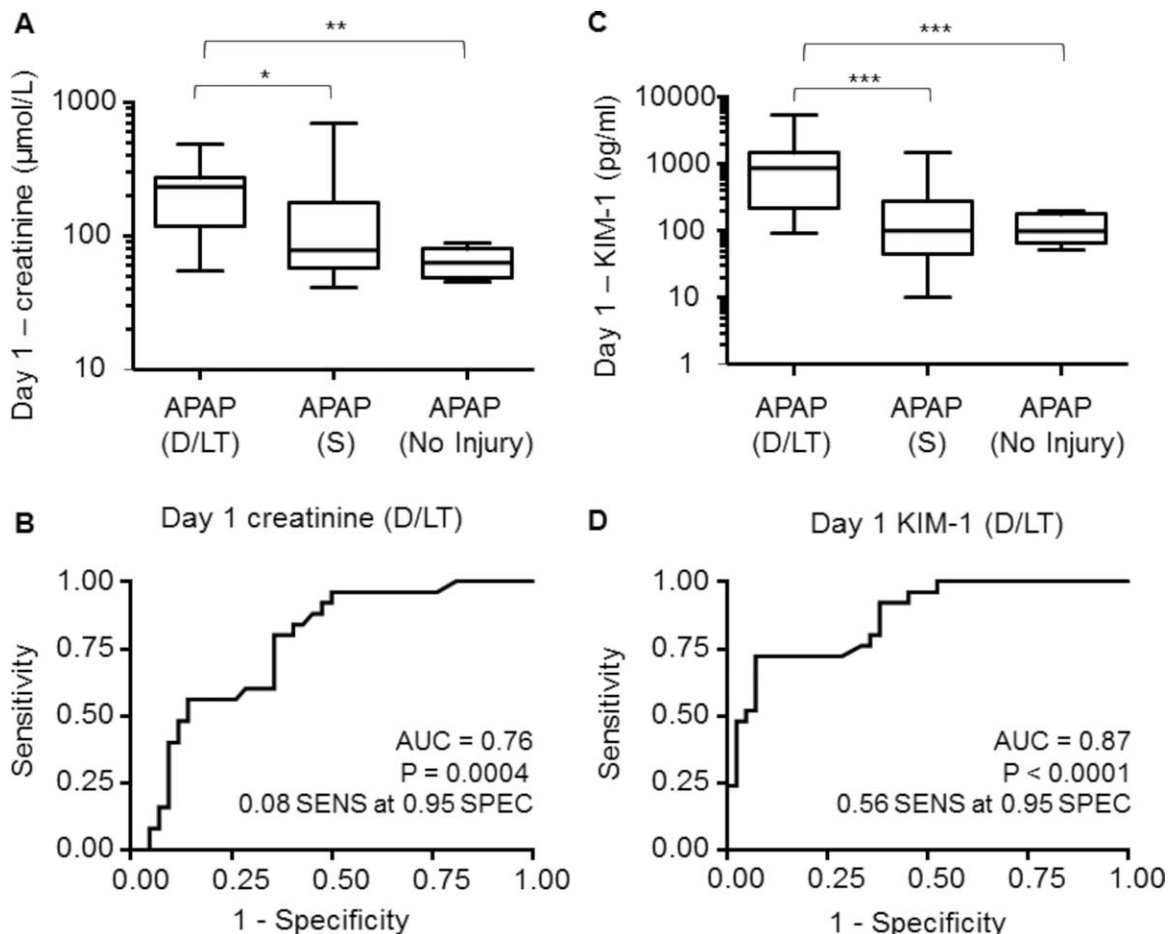 A
**
*
Day 1 – creatinine (µmol/L)
1000
100
10
APAP
(D/LT)
APAP
(S)
APAP
(No Injury)
C
***
***
Day 1 – KIM-1 (pg/ml)
10000
1000
100
10
1
APAP
(D/LT)
APAP
(S)
APAP
(No Injury)
B
Day 1 creatinine (D/LT)
Sensitivity
1.00
0.75
0.50
0.25
0.00
AUC = 0.76
P = 0.0004
0.08 SENS at 0.95 SPEC
0.00 0.25 0.50 0.75 1.00
1 - Specificity
D
Day 1 KIM-1 (D/LT)
Sensitivity
1.00
0.75
0.50
0.25
0.00
AUC = 0.87
P < 0.0001
0.56 SENS at 0.95 SPEC
0.00 0.25 0.50 0.75 1.00
1 - Specificity